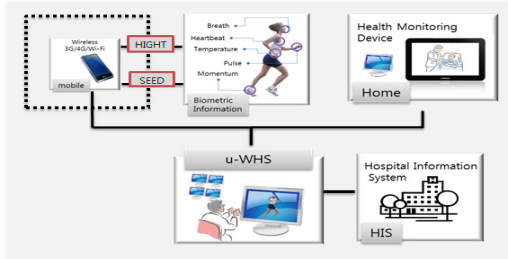 Wireless
3G/4G/Wi-Fi
mobile
HIGHT
SEED
Breath
Heartbeat
Temperature
Pulse
Momentum
Biometric
Information
Health Monitoring
Device
Home
u-WHS
Hospital Information
System
HIS